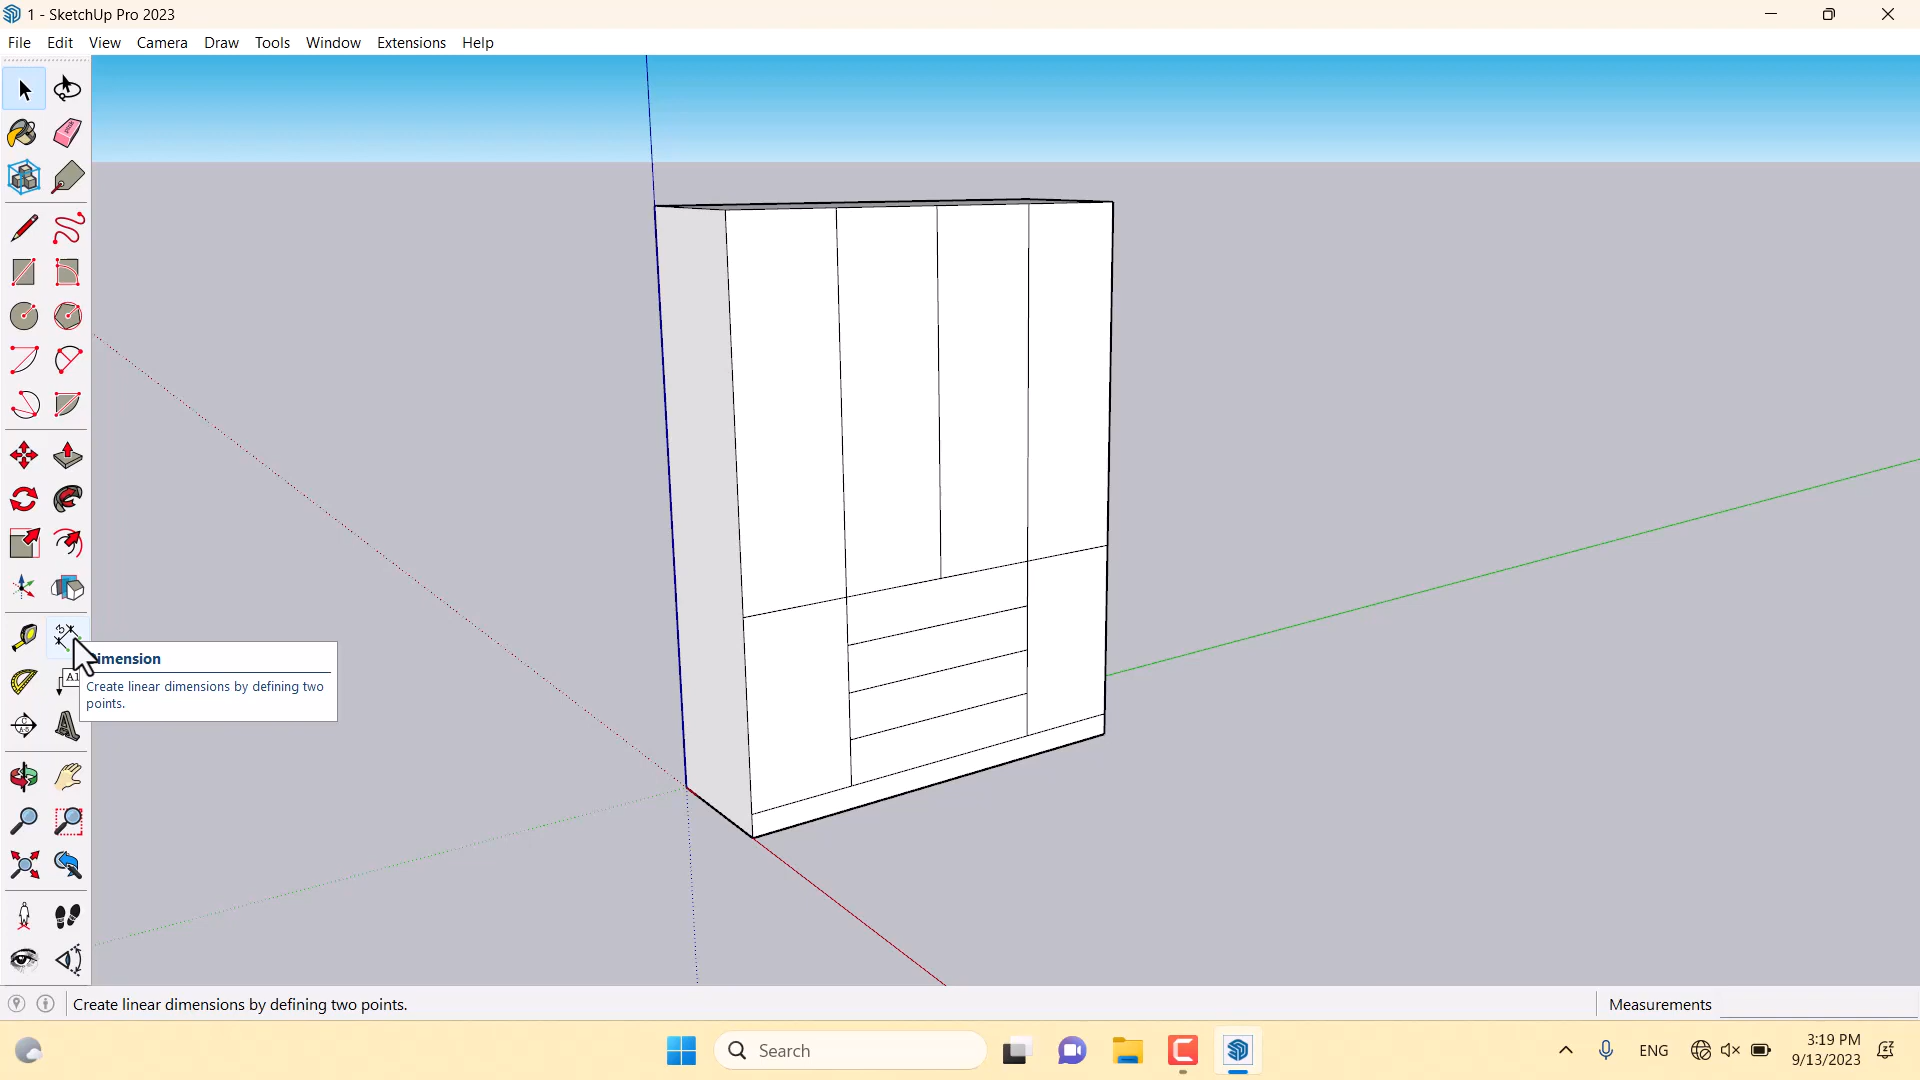 1 - SketchUp Pro 2023
File Edit View Camera Draw Tools Window Extensions Help
imension
Create linear dimensions by defining two
points.
A1
Create linear dimensions by defining two points.
Measurements
Search
ENG
3:19 PM
9/13/2023